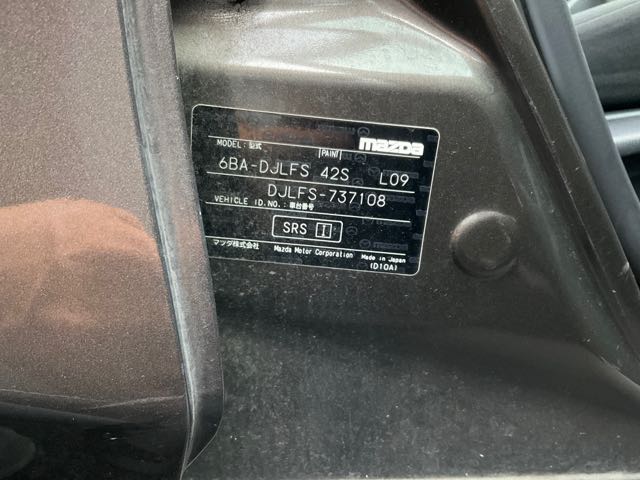 MODEL: 型式 PAINT mazda
6BA-DJLFS 42S L09
DJLFS-737108
VEHICLE ID.NO.: 車台番号
SRS
マツダ株式会社 Mazda Motor Corporation Made in Japan
(D10A)